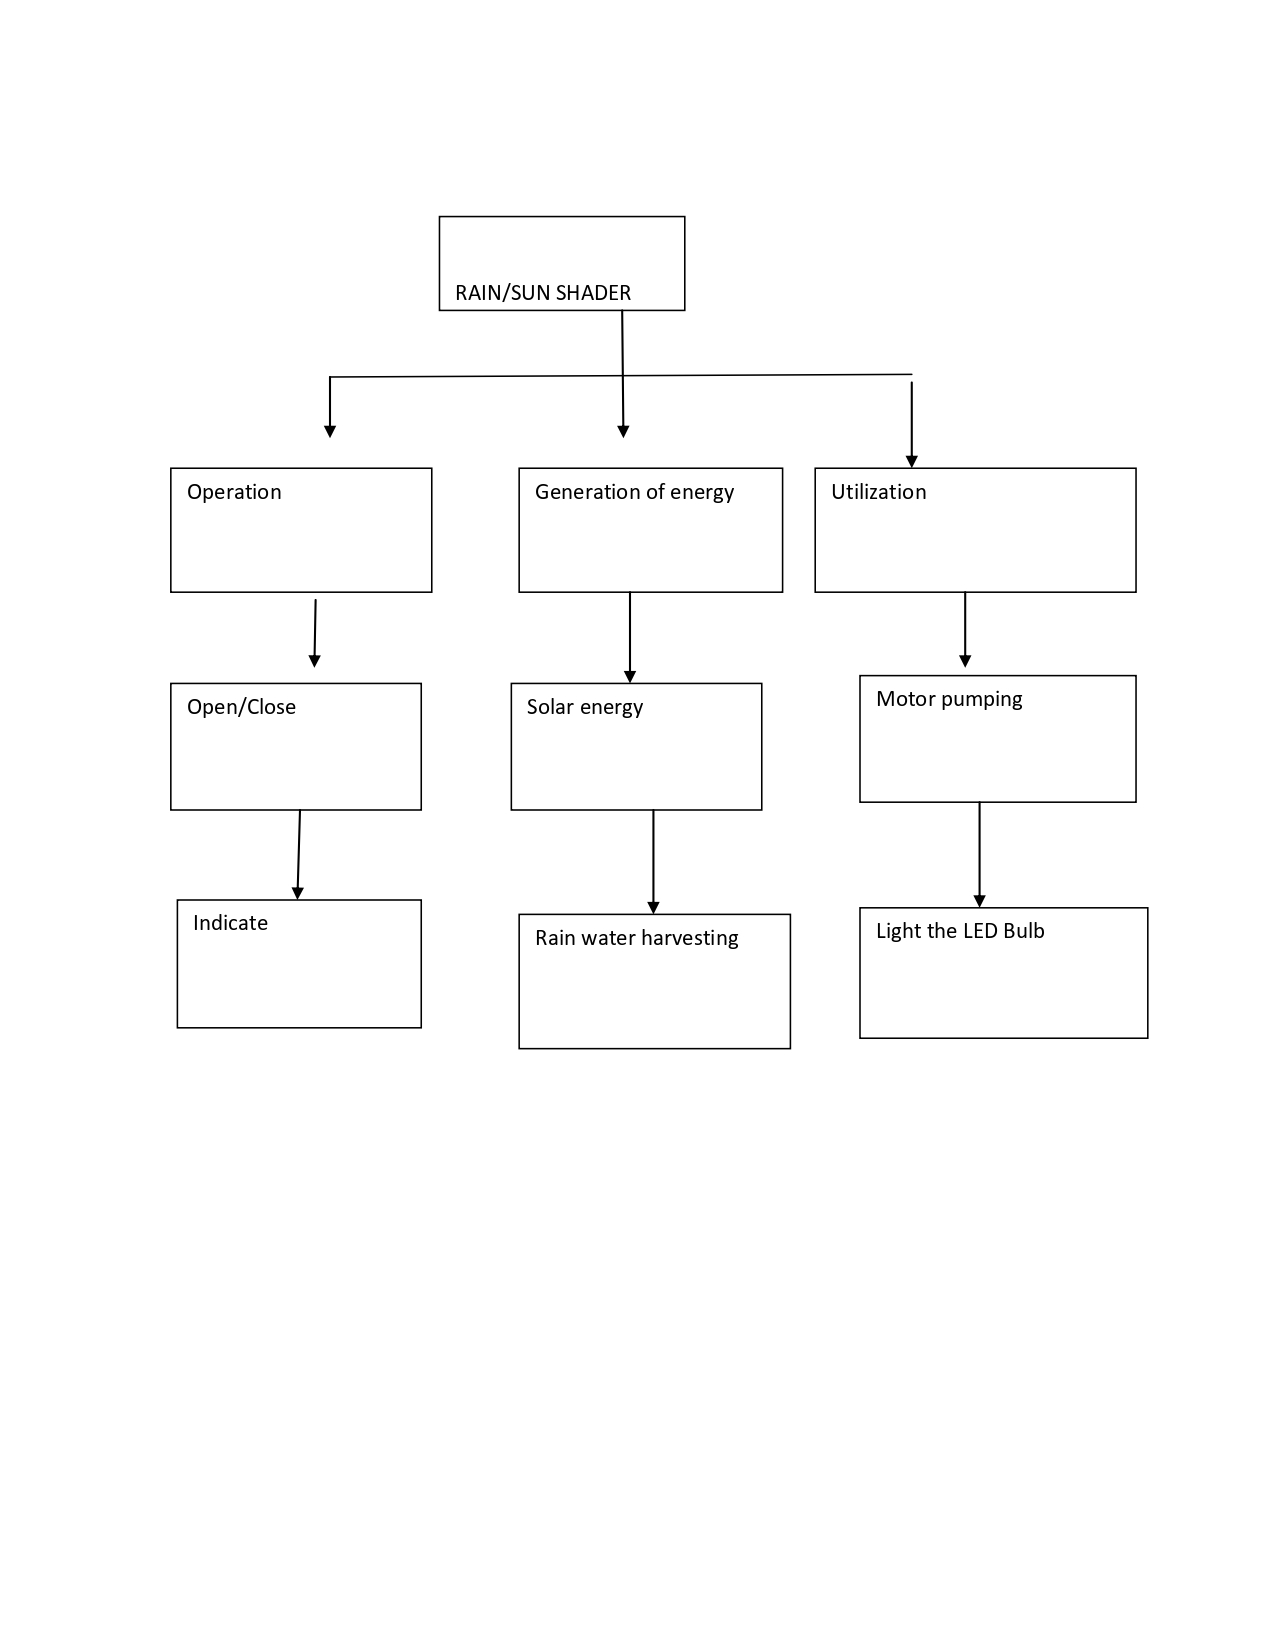 RAIN/SUN SHADER
Operation
Generation of energy
Utilization
Open/Close
Solar energy
Motor pumping
Indicate
Rain water harvesting
Light the LED Bulb